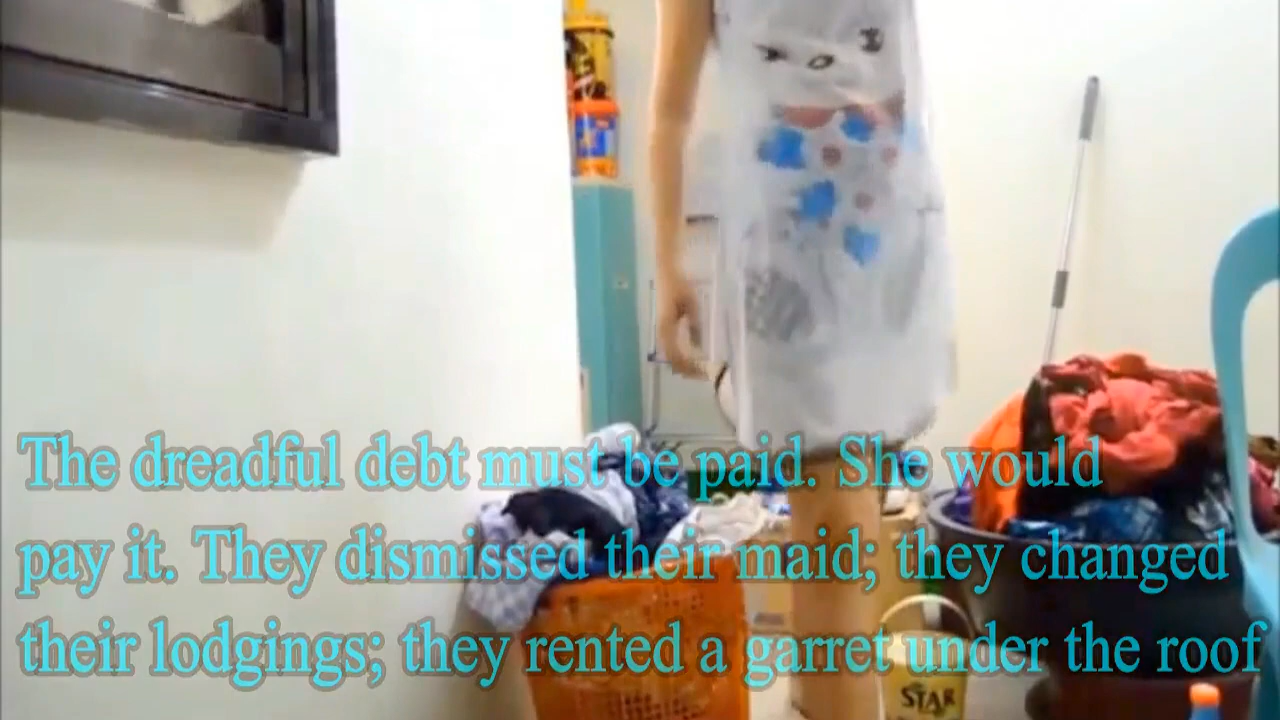 The dreadful debt must be paid. She would
pay it. They dismissed their maid; they changed
their lodgings; they rented a garret under the roof
STAR